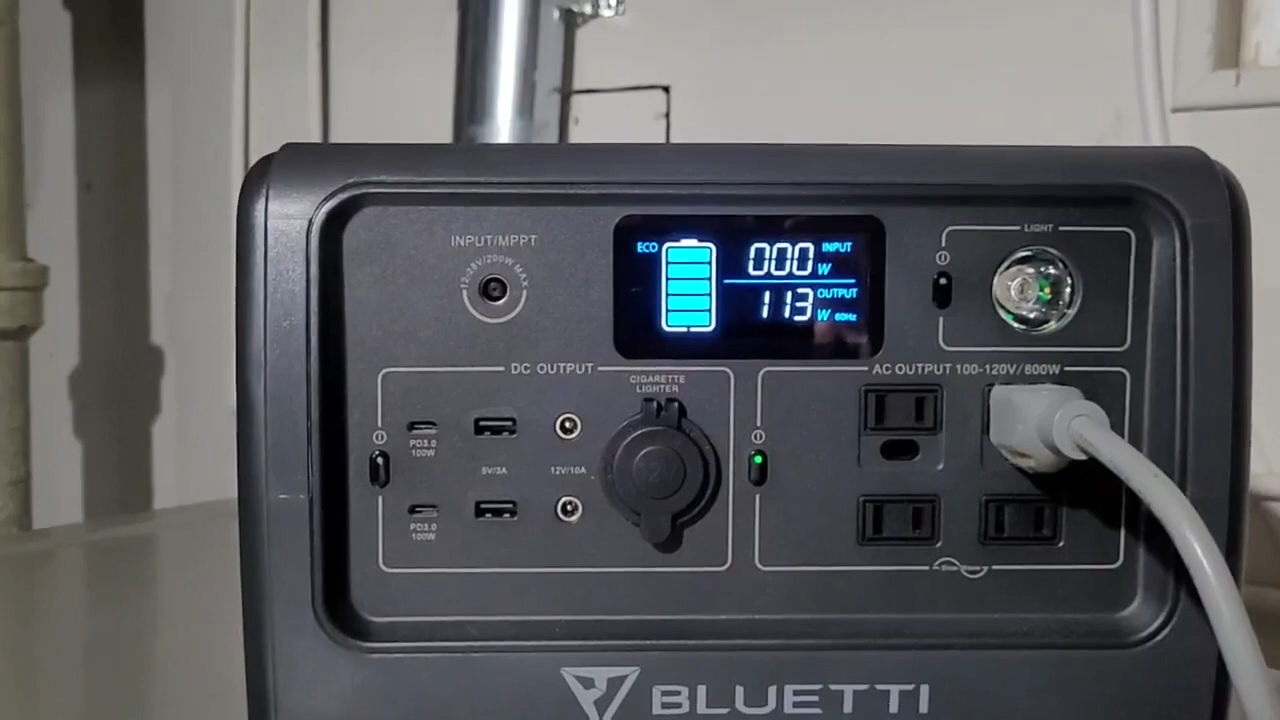 INPUT/MPPT
12-28V/200W MAX
ECO
000 W INPUT
113 W OUTPUT
60Hz
LIGHT
DC OUTPUT
CIGARETTE
LIGHTER
AC OUTPUT 100-120V/800W
PD3.0
100W
5V/3A
12V/10A
PD3.0
100W
BLUETTI